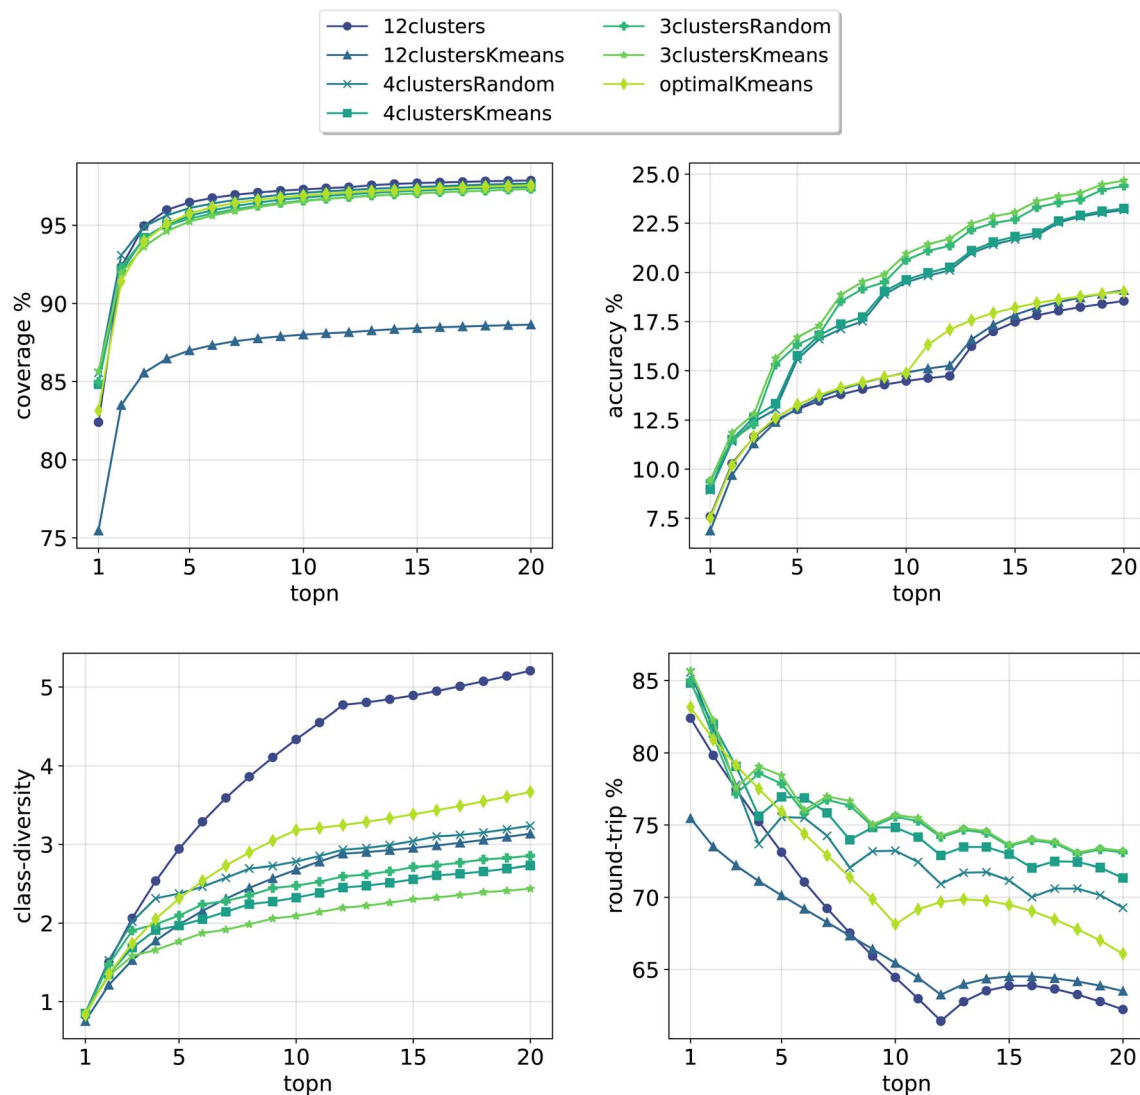 12clusters
12clustersKmeans
4clustersRandom
4clustersKmeans
3clustersRandom
3clustersKmeans
optimalKmeans
95
90
85
80
75
coverage %
1 5 10 15 20
topn
25.0
22.5
20.0
17.5
15.0
12.5
10.0
7.5
accuracy %
1 5 10 15 20
topn
5
4
3
2
1
class-diversity
1 5 10 15 20
topn
85
80
75
70
65
round-trip %
1 5 10 15 20
topn